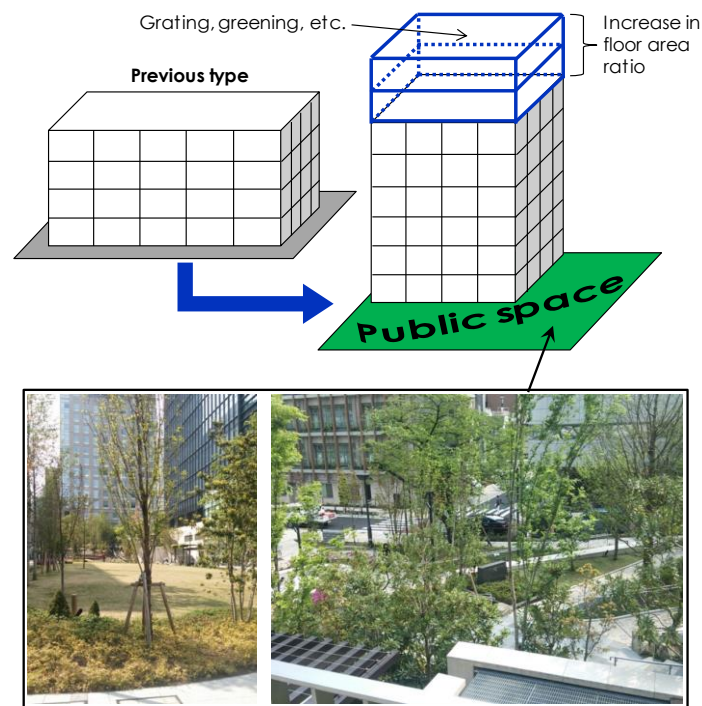 Grating, greening, etc.
Increase in
floor area
ratio
Previous type
Public space